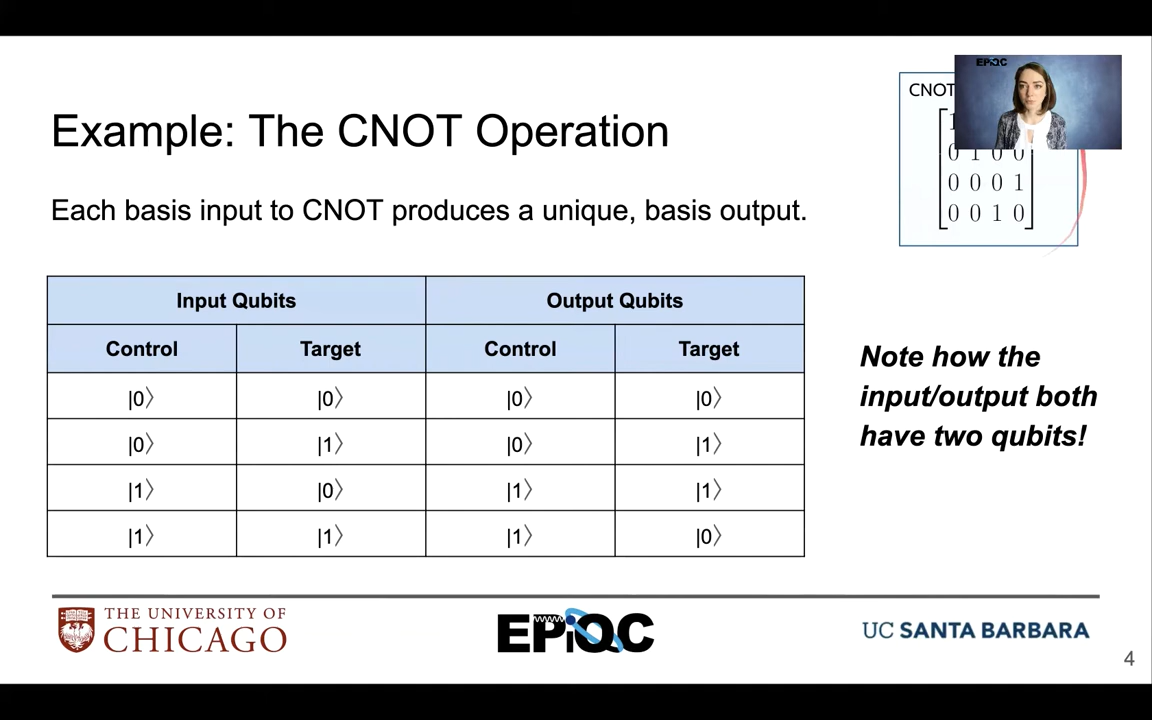 EPiQC
CNOT
1
0 1 0 0
0 0 0 1
0 0 1 0
Example: The CNOT Operation
Each basis input to CNOT produces a unique, basis output.
Input Qubits Output Qubits
Control Target Control Target
|0⟩ |0⟩ |0⟩ |0⟩
|0⟩ |1⟩ |0⟩ |1⟩
|1⟩ |0⟩ |1⟩ |1⟩
|1⟩ |1⟩ |1⟩ |0⟩
Note how the
input/output both
have two qubits!
THE UNIVERSITY OF
CHICAGO
EPiQC
UC SANTA BARBARA
4